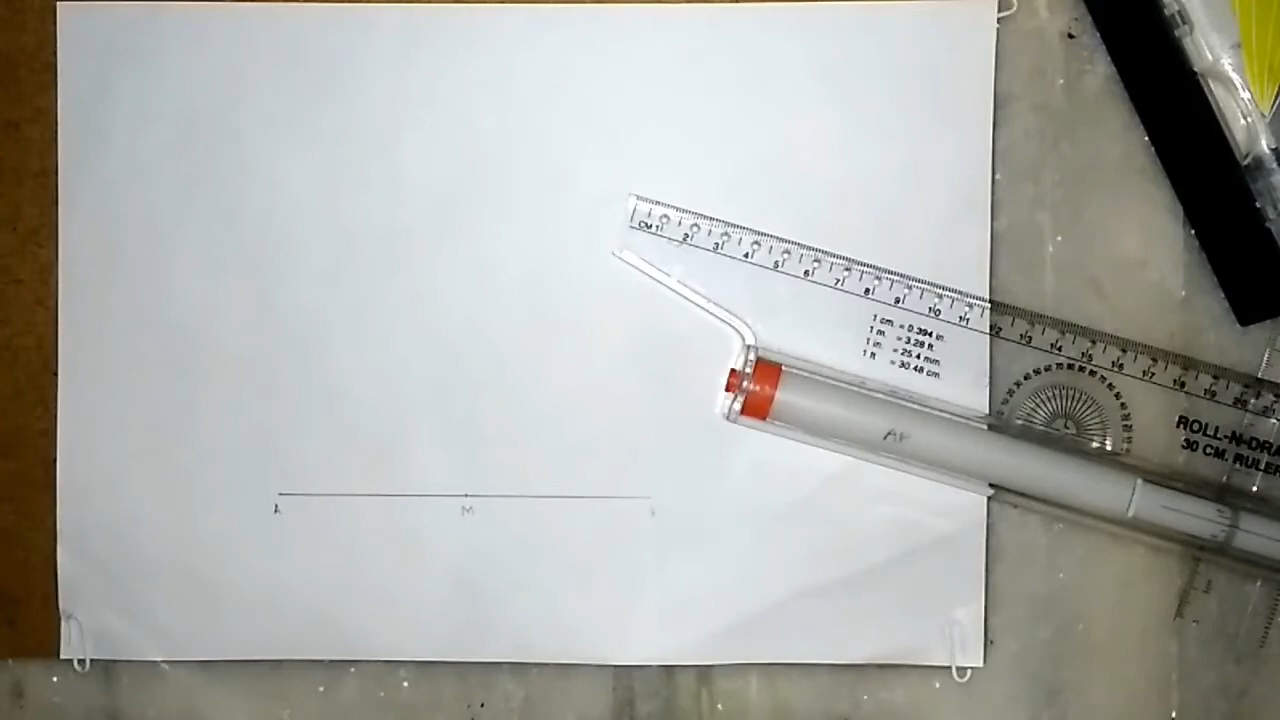 CM 1 2 3 4 5 6 7 8 9 10 11 12 13 14 15 16 17 18 19 20 21
1 cm. = 0.394 in.
1 m. = 3.28 ft.
1 in. = 25.4 mm
1 ft = 30.48 cm.
ROLL-N-DRA
30 CM. RULER
A M